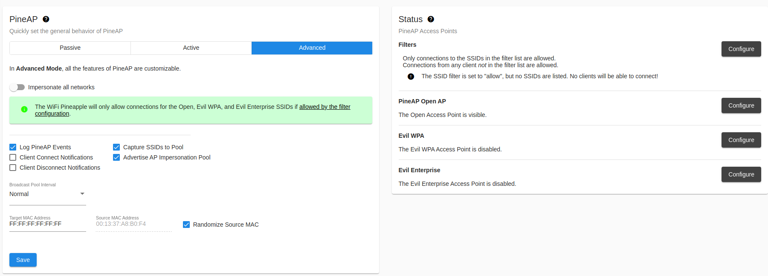 PineAP
Quickly set the general behavior of PineAP
Passive
Active
Advanced
In Advanced Mode, all the features of PineAP are customizable.
Impersonate all networks
The WiFi Pineapple will only allow connections for the Open, Evil WPA, and Evil Enterprise SSIDs if allowed by the filter
configuration.
Log PineAP Events
Capture SSIDs to Pool
Client Connect Notifications
Advertise AP Impersonation Pool
Client Disconnect Notifications
Broadcast Pool Interval
Normal
Target MAC Address
FF:FF:FF:FF:FF:FF
Source MAC Address
00:13:37:A8:B0:F4
Randomize Source MAC
Save
Status
PineAP Access Points
Filters
Configure
Only connections to the SSIDs in the filter list are allowed.
Connections from any client not in the filter list are allowed.
The SSID filter is set to "allow", but no SSIDs are listed. No clients will be able to connect!
PineAP Open AP
Configure
The Open Access Point is visible.
Evil WPA
Configure
The Evil WPA Access Point is disabled.
Evil Enterprise
Configure
The Evil Enterprise Access Point is disabled.